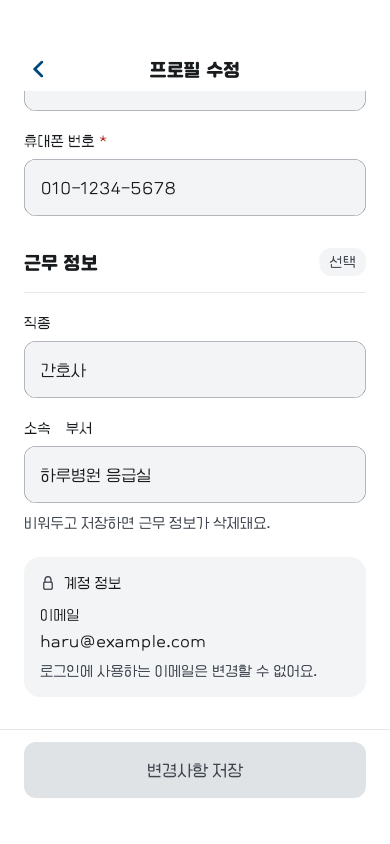 프로필 수정
휴대폰 번호 *
010-1234-5678
근무 정보
선택
직종
간호사
소속 부서
하루병원 응급실
비워두고 저장하면 근무 정보가 삭제돼요.
계정 정보
이메일
haru@example.com
로그인에 사용하는 이메일은 변경할 수 없어요.
변경사항 저장